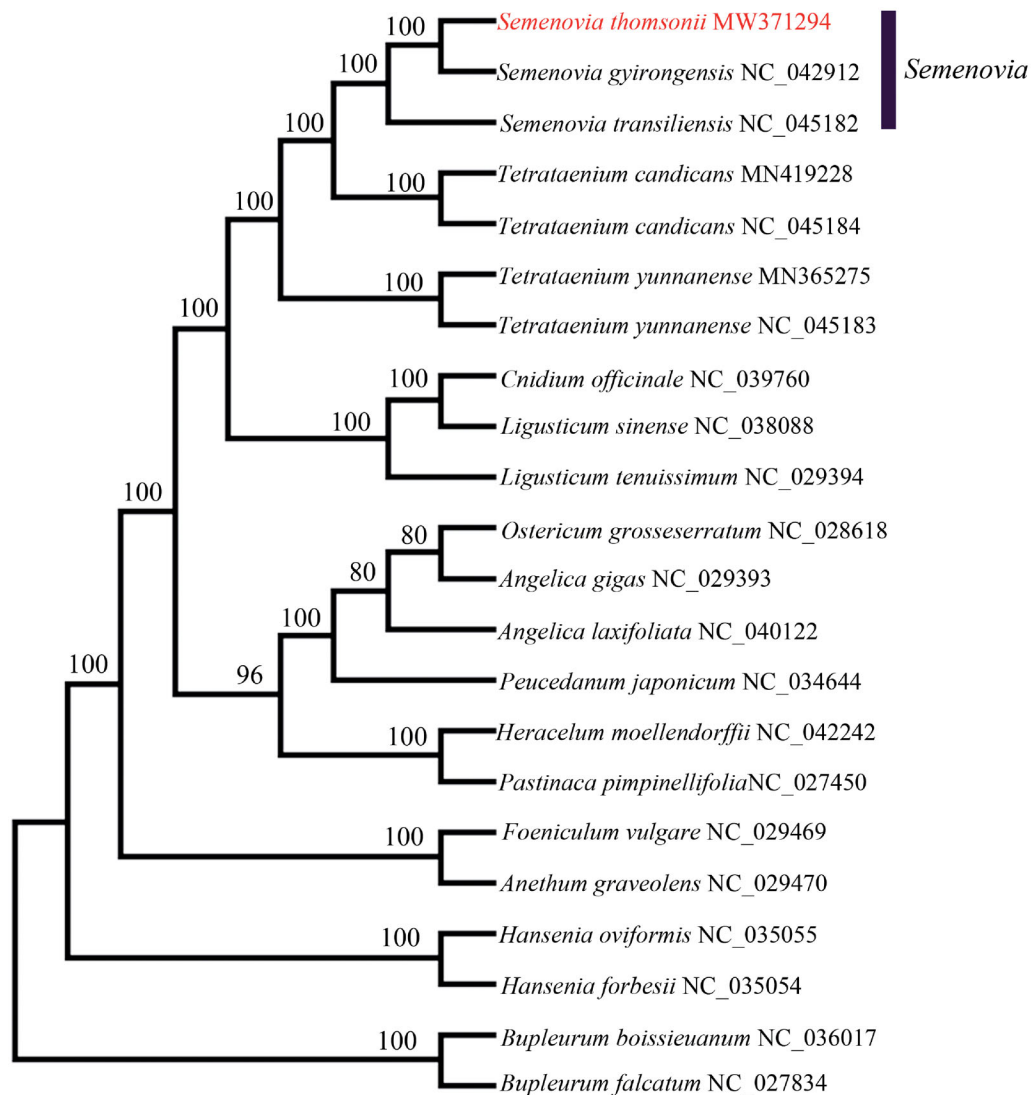 100 Semenovia thomsonii MW371294
100 Semenovia gyirongensis NC_042912
Semenovia
100 Semenovia transiliensis NC_045182
100 Tetrataenium candicans MN419228
100 Tetrataenium candicans NC_045184
100 Tetrataenium yunnanense MN365275
100 Tetrataenium yunnanense NC_045183
100 Cnidium officinale NC_039760
100 Ligusticum sinense NC_038088
Ligusticum tenuissimum NC_029394
100
80 Ostericum grosseserratum NC_028618
80 Angelica gigas NC_029393
100 Angelica laxifoliata NC_040122
100
96 Peucedanum japonicum NC_034644
100 Heracelum moellendorffii NC_042242
Pastinaca pimpinellifoliaNC_027450
100 Foeniculum vulgare NC_029469
Anethum graveolens NC_029470
100 Hansenia oviformis NC_035055
Hansenia forbesii NC_035054
100 Bupleurum boissieuanum NC_036017
Bupleurum falcatum NC_027834